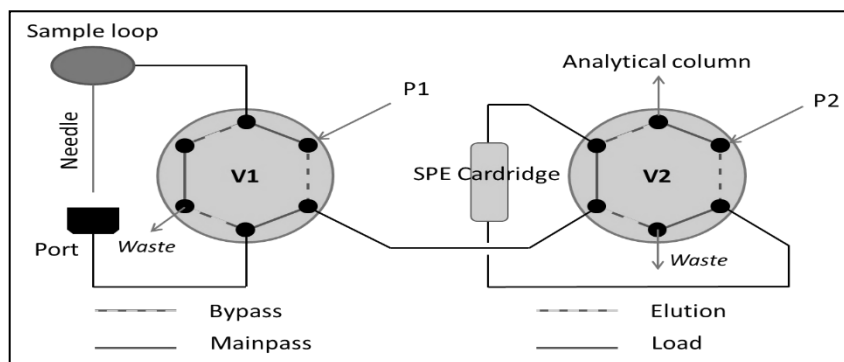 Sample loop
Needle
Port
Waste
V1
P1
SPE Cardridge
Analytical column
V2
P2
Waste
Bypass
Mainpass
Elution
Load